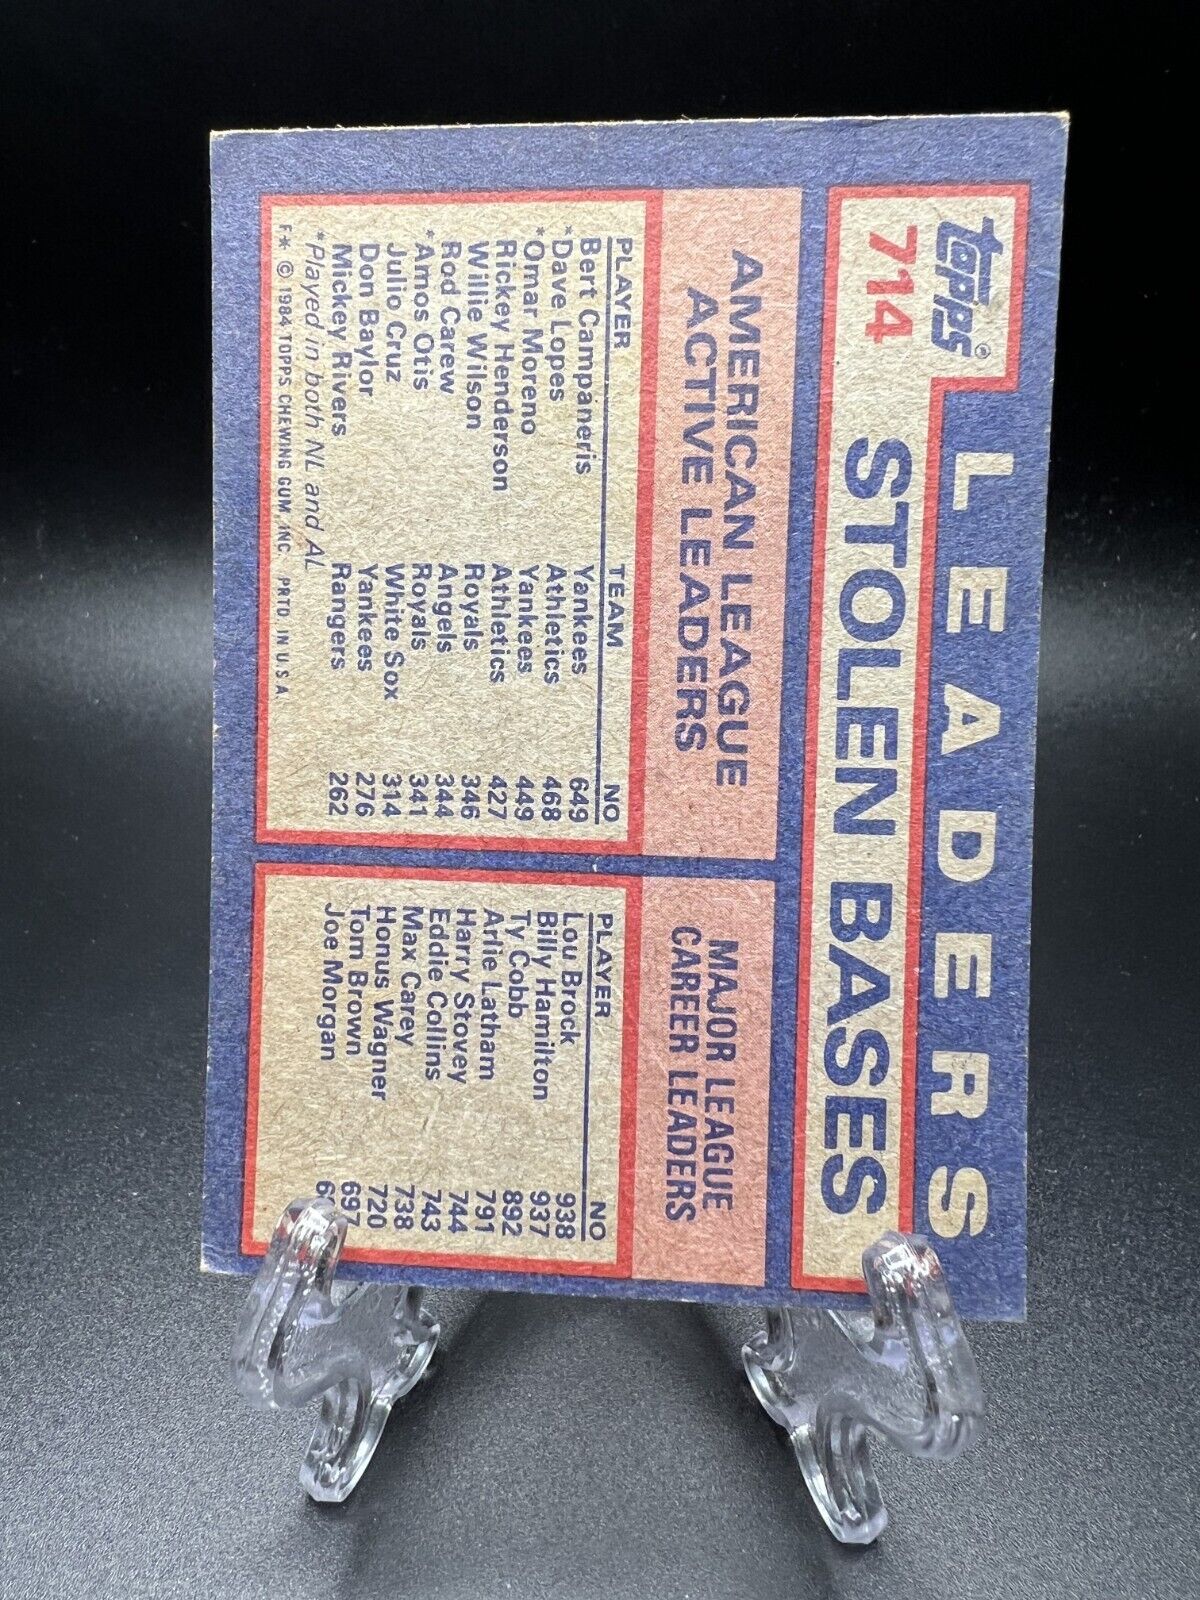 LEADERS
topps®
714
STOLEN BASES
AMERICAN LEAGUE
ACTIVE LEADERS
PLAYER TEAM NO
Bert Campaneris Yankees 649
*Dave Lopes Athletics 468
*Omar Moreno Yankees 449
Rickey Henderson Athletics 427
Willie Wilson Royals 346
Rod Carew Angels 344
*Amos Otis Royals 341
Julio Cruz White Sox 314
Don Baylor Yankees 276
Mickey Rivers Rangers 262
*Played in both NL and AL
F* © 1984 TOPPS CHEWING GUM, INC. PRTD. IN U.S.A.
MAJOR LEAGUE
CAREER LEADERS
PLAYER NO
Lou Brock 938
Billy Hamilton 937
Ty Cobb 892
Arlie Latham 791
Harry Stovey 744
Eddie Collins 743
Max Carey 738
Honus Wagner 720
Tom Brown 697
Joe Morgan